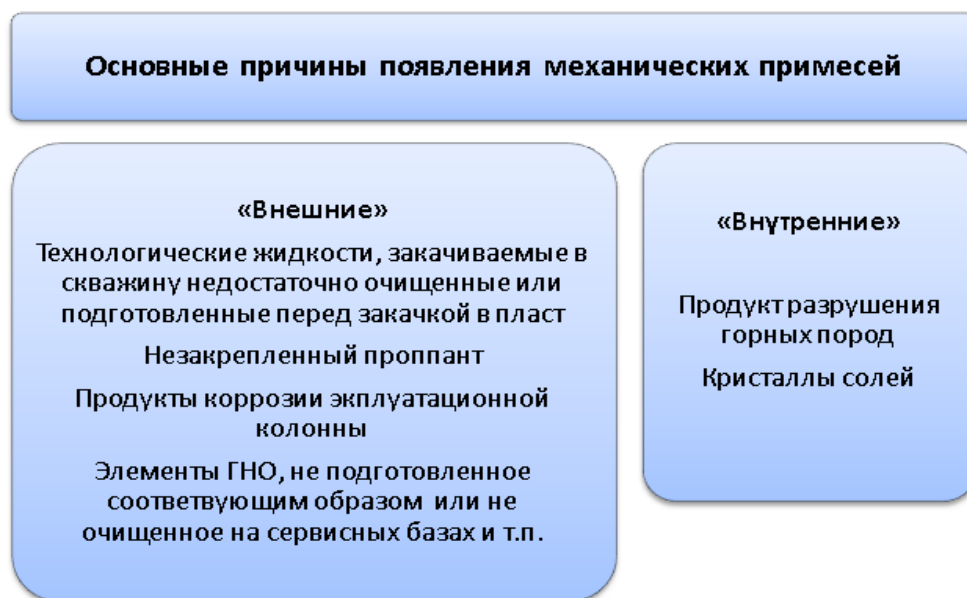 Основные причины появления механических примесей
«Внешние»
Технологические жидкости, закачиваемые в
скважину недостаточно очищенные или
подготовленные перед закачкой в пласт
Незакрепленный проппант
Продукты коррозии экплуатационной
колонны
Элементы ГНО, не подготовленное
соответвующим образом или не
очищенное на сервисных базах и т.п.
«Внутренние»
Продукт разрушения
горных пород
Кристаллы солей